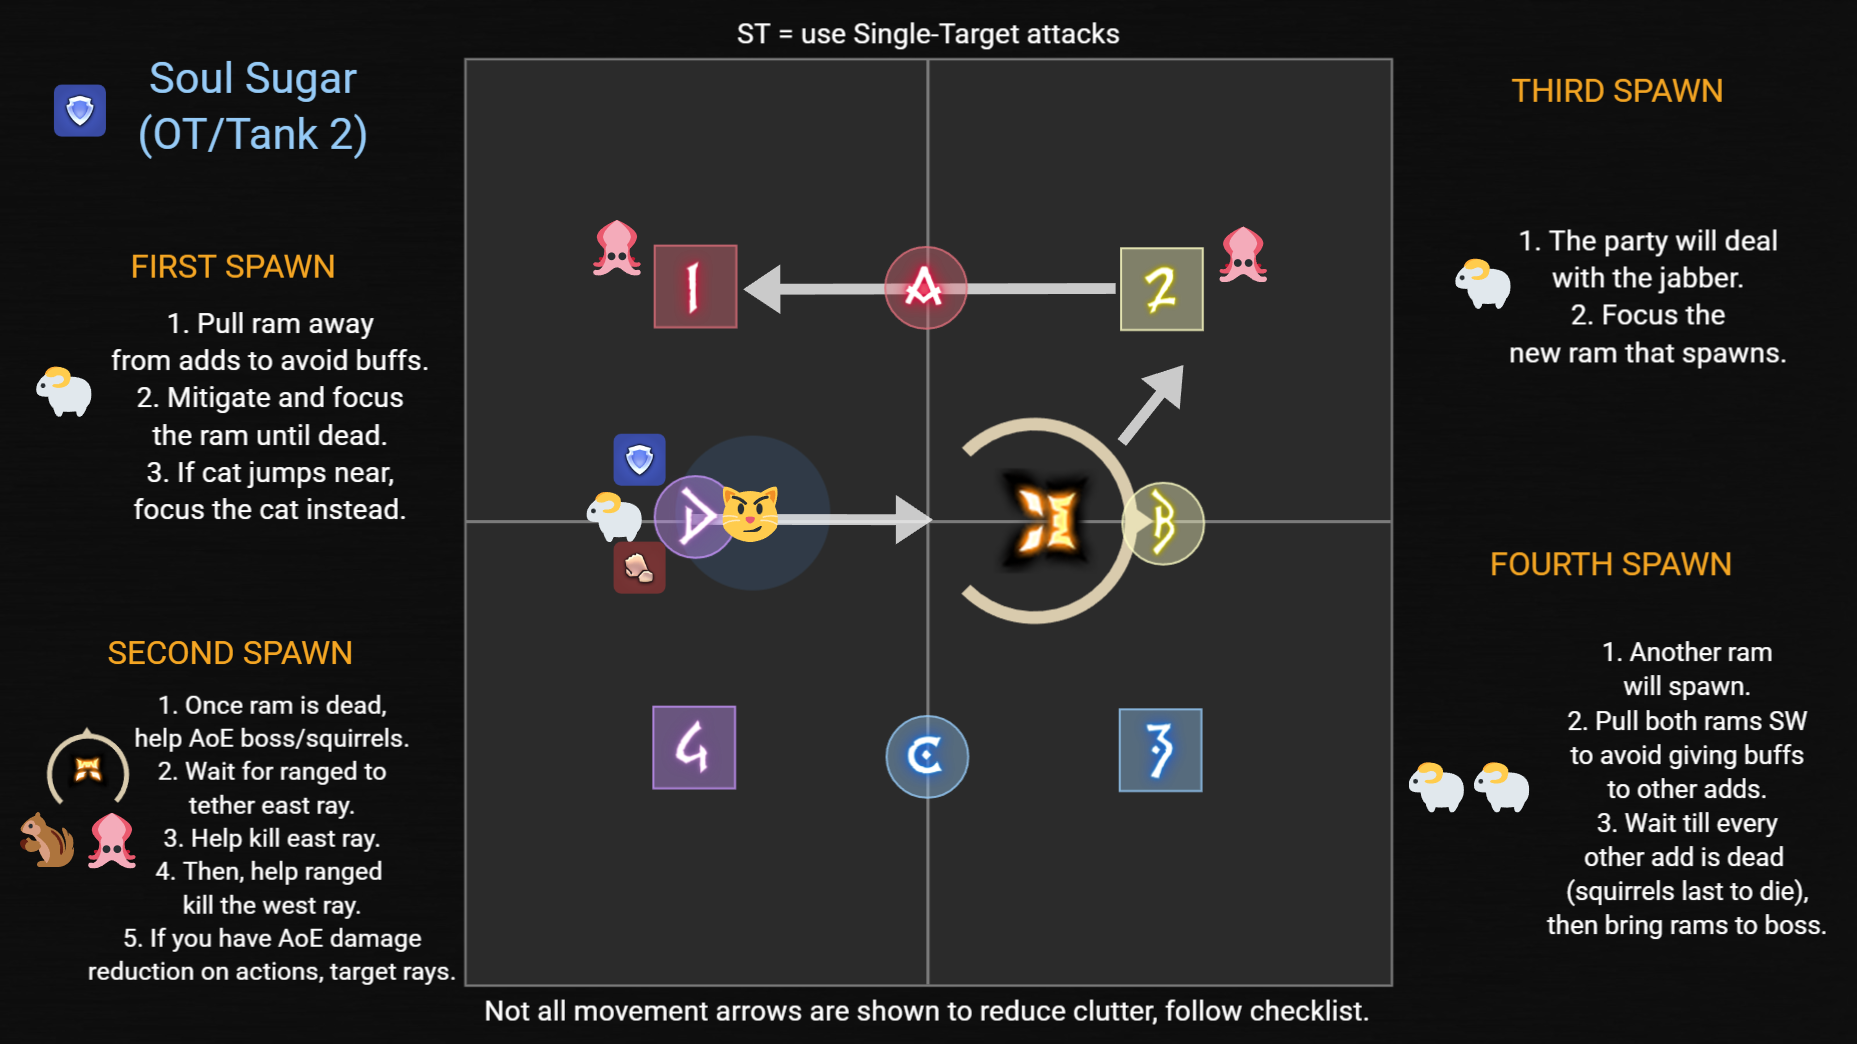 ST = use Single-Target attacks
Soul Sugar
(OT/Tank 2)
FIRST SPAWN
1. Pull ram away
from adds to avoid buffs.
2. Mitigate and focus
the ram until dead.
3. If cat jumps near,
focus the cat instead.
SECOND SPAWN
1. Once ram is dead,
help AoE boss/squirrels.
2. Wait for ranged to
tether east ray.
3. Help kill east ray.
4. Then, help ranged
kill the west ray.
5. If you have AoE damage
reduction on actions, target rays.
1 A 2
D B
4 C 3
THIRD SPAWN
1. The party will deal
with the jabber.
2. Focus the
new ram that spawns.
FOURTH SPAWN
1. Another ram
will spawn.
2. Pull both rams SW
to avoid giving buffs
to other adds.
3. Wait till every
other add is dead
(squirrels last to die),
then bring rams to boss.
Not all movement arrows are shown to reduce clutter, follow checklist.